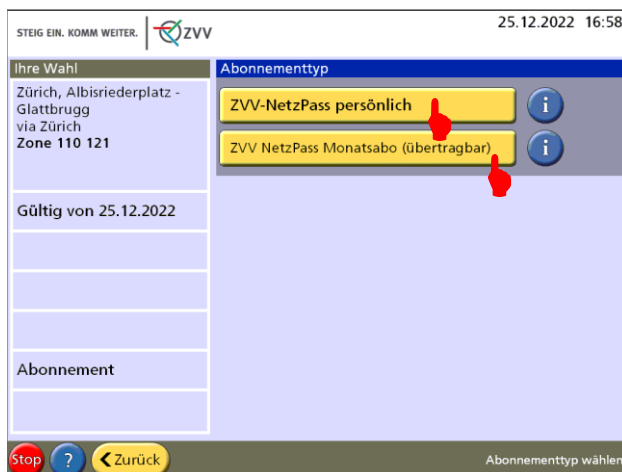 STEIG EIN. KOMM WEITER. ZVV
25.12.2022 16:58
Ihre Wahl
Zürich, Albisriederplatz -
Glattbrugg
via Zürich
Zone 110 121
Gültig von 25.12.2022
Abonnement
Abonnementtyp
ZVV-NetzPass persönlich i
ZVV NetzPass Monatsabo (übertragbar) i
Stop ? Zurück
Abonnementtyp wählen